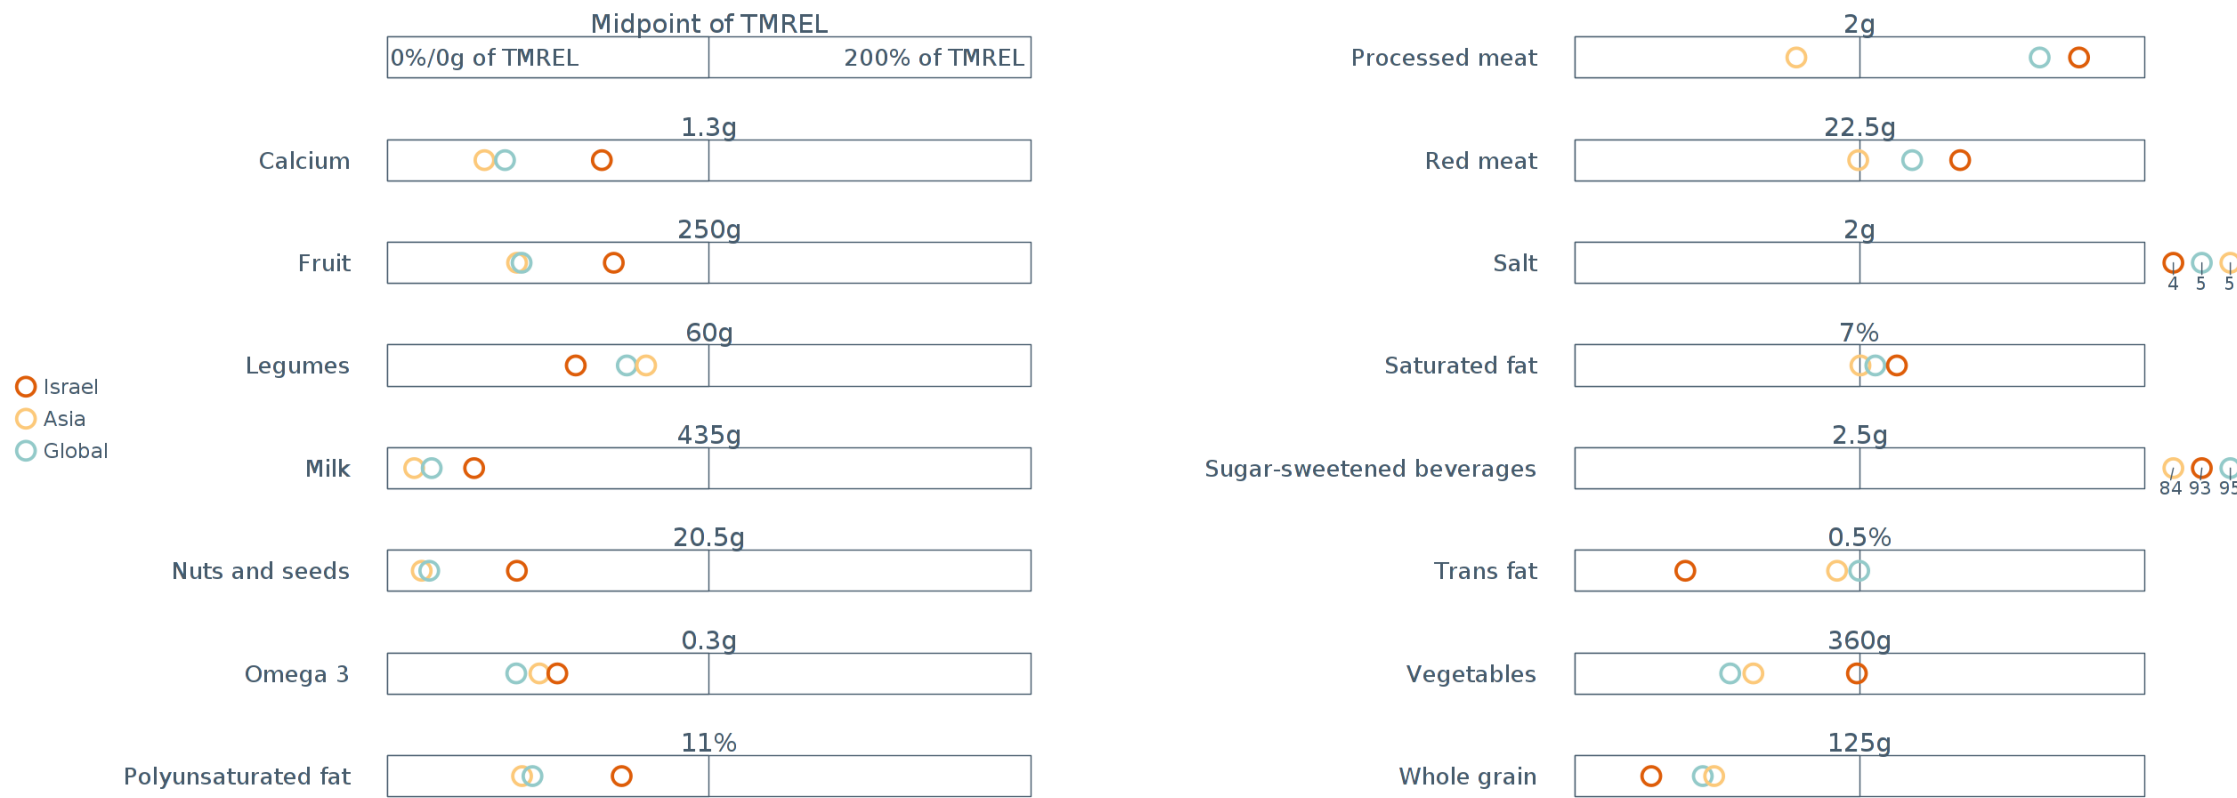 Midpoint of TMREL
0%/0g of TMREL
200% of TMREL
Calcium
1.3g
Fruit
250g
Legumes
60g
Milk
435g
Nuts and seeds
20.5g
Omega 3
0.3g
Polyunsaturated fat
11%
Israel
Asia
Global
Processed meat
2g
Red meat
22.5g
Salt
2g
4 5 5
Saturated fat
7%
Sugar-sweetened beverages
2.5g
84 93 95
Trans fat
0.5%
Vegetables
360g
Whole grain
125g